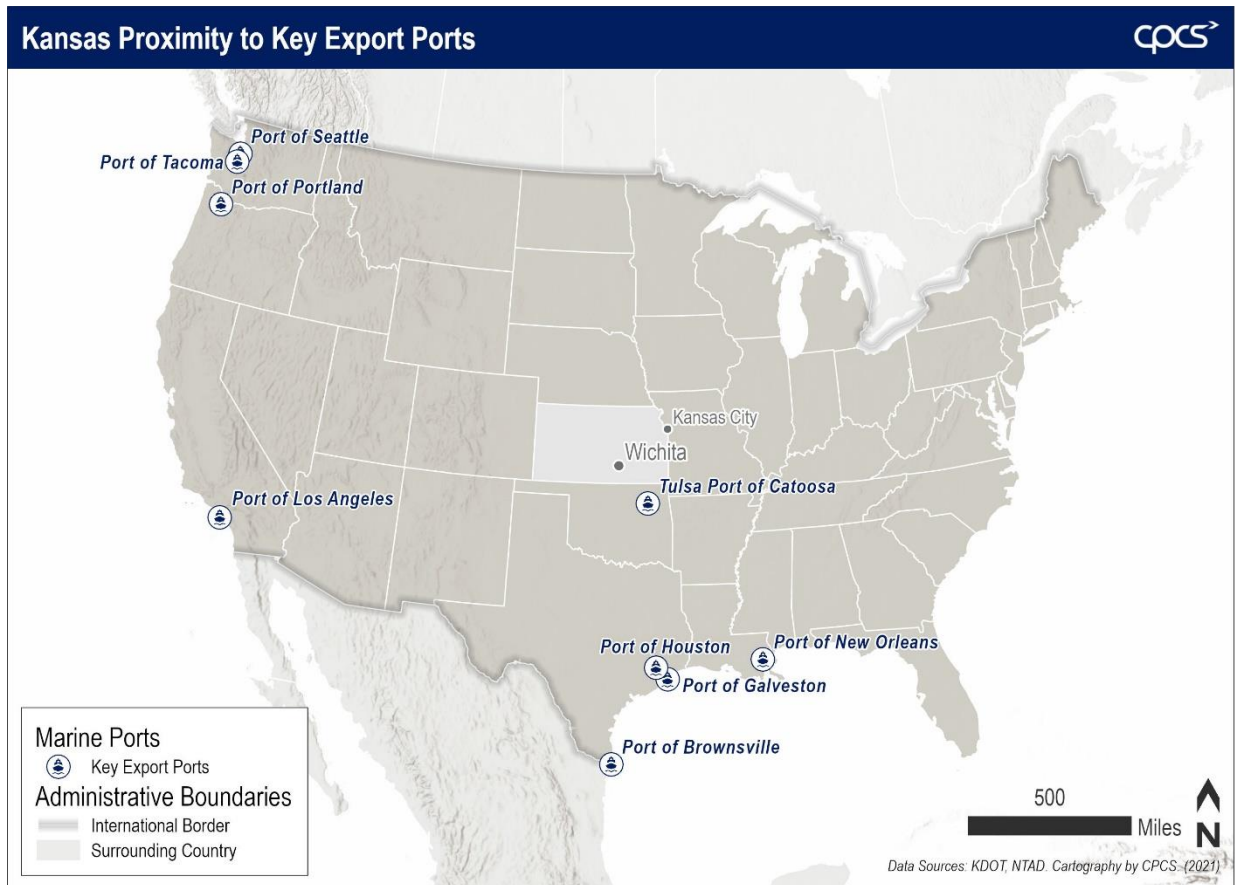 Kansas Proximity to Key Export Ports
cpcs
Port of Seattle
Port of Tacoma
Port of Portland
Kansas City
Wichita
Tulsa Port of Catoosa
Port of Los Angeles
Port of Houston
Port of New Orleans
Port of Galveston
Port of Brownsville
Marine Ports
Key Export Ports
Administrative Boundaries
International Border
Surrounding Country
500
Miles
N
Data Sources: KDOT, NTAD. Cartography by CPCS. (2021)